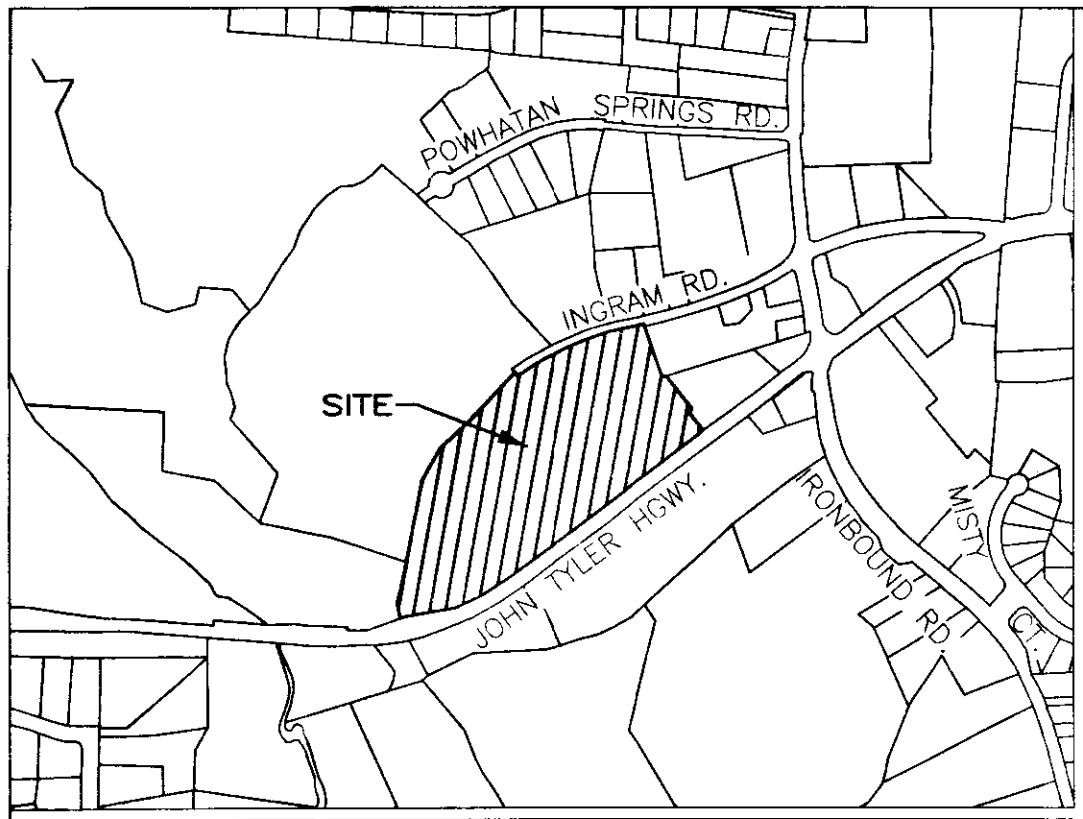 POWHATAN SPRINGS RD.
INGRAM RD.
SITE
JOHN TYLER HGWY.
IRONBOUND RD.
MISTY CT.